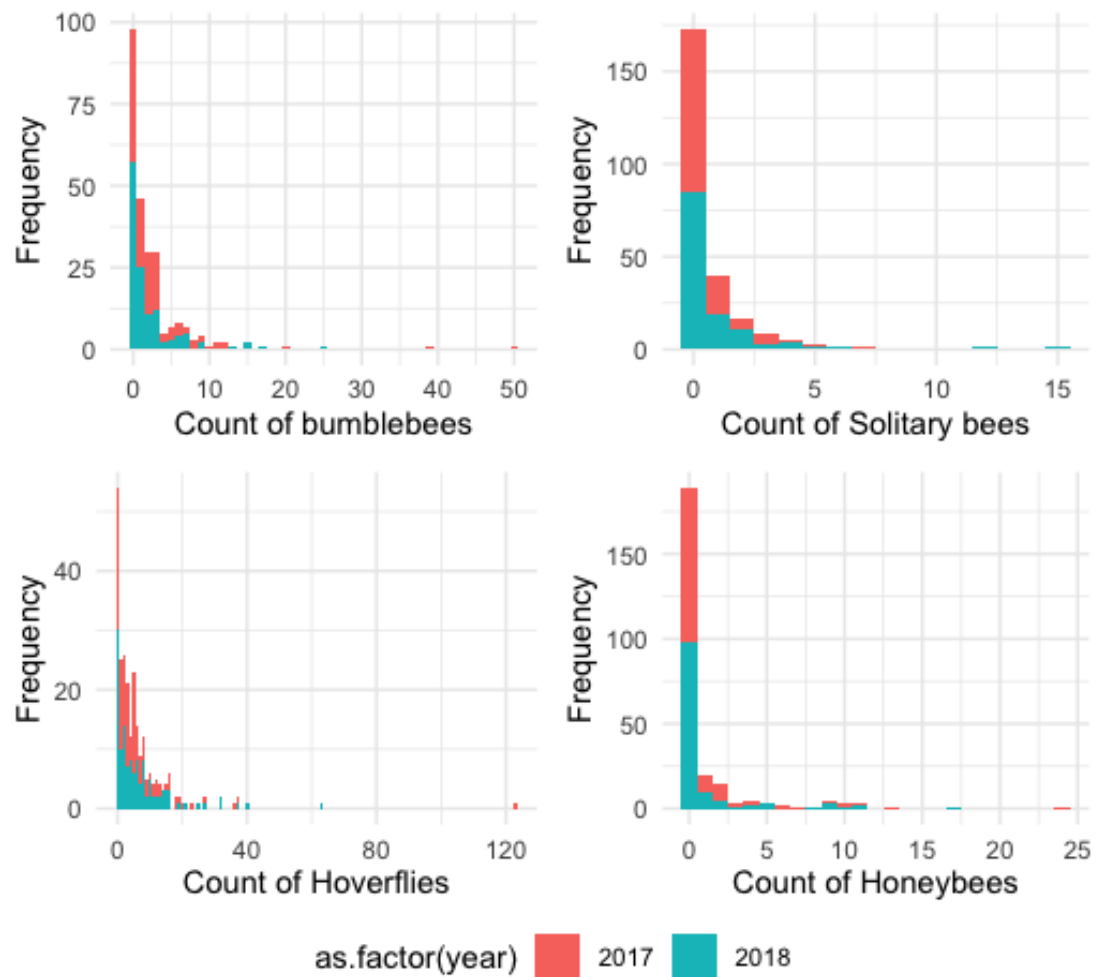 Frequency
100
75
50
25
0
0 10 20 30 40 50
Count of bumblebees
Frequency
150
100
50
0
0 5 10 15
Count of Solitary bees
Frequency
40
20
0
0 40 80 120
Count of Hoverflies
Frequency
150
100
50
0
0 5 10 15 20 25
Count of Honeybees
as.factor(year) 2017 2018